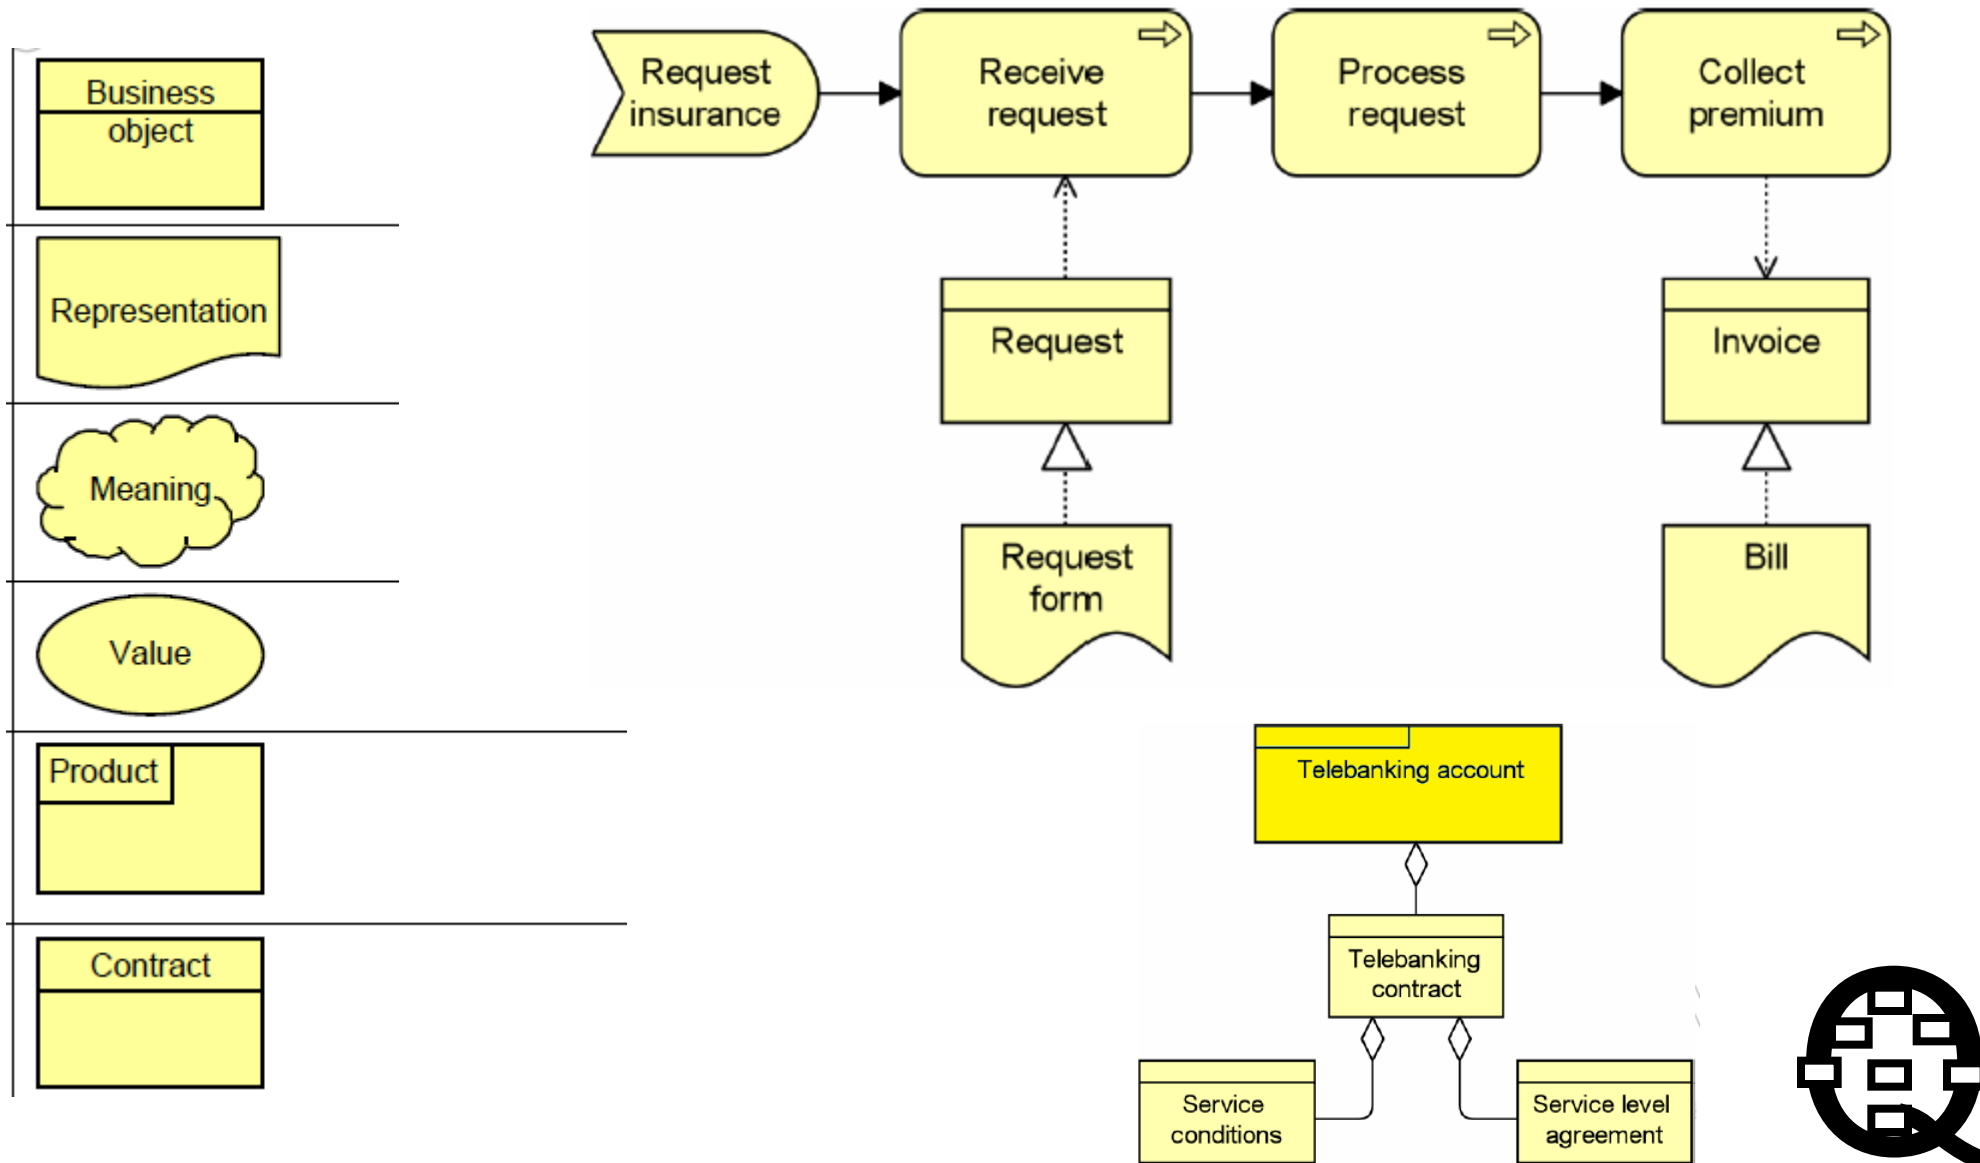 Business
object
Representation
Meaning
Value
Product
Contract
Request
insurance
Receive
request
Process
request
Collect
premium
Request
Invoice
Request
form
Bill
Telebanking account
Telebanking
contract
Service
conditions
Service level
agreement